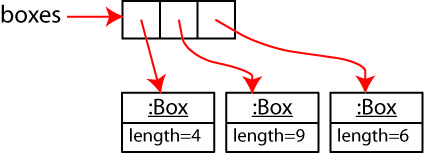 boxes
:Box :Box :Box
length=4 length=9 length=6